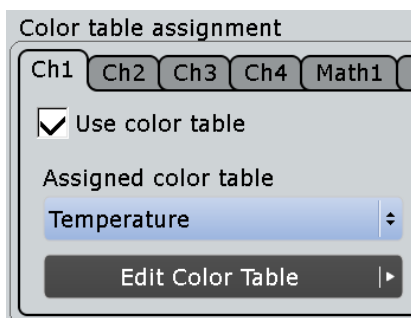 Color table assignment
Ch1 Ch2 Ch3 Ch4 Math1
Use color table
Assigned color table
Temperature
Edit Color Table